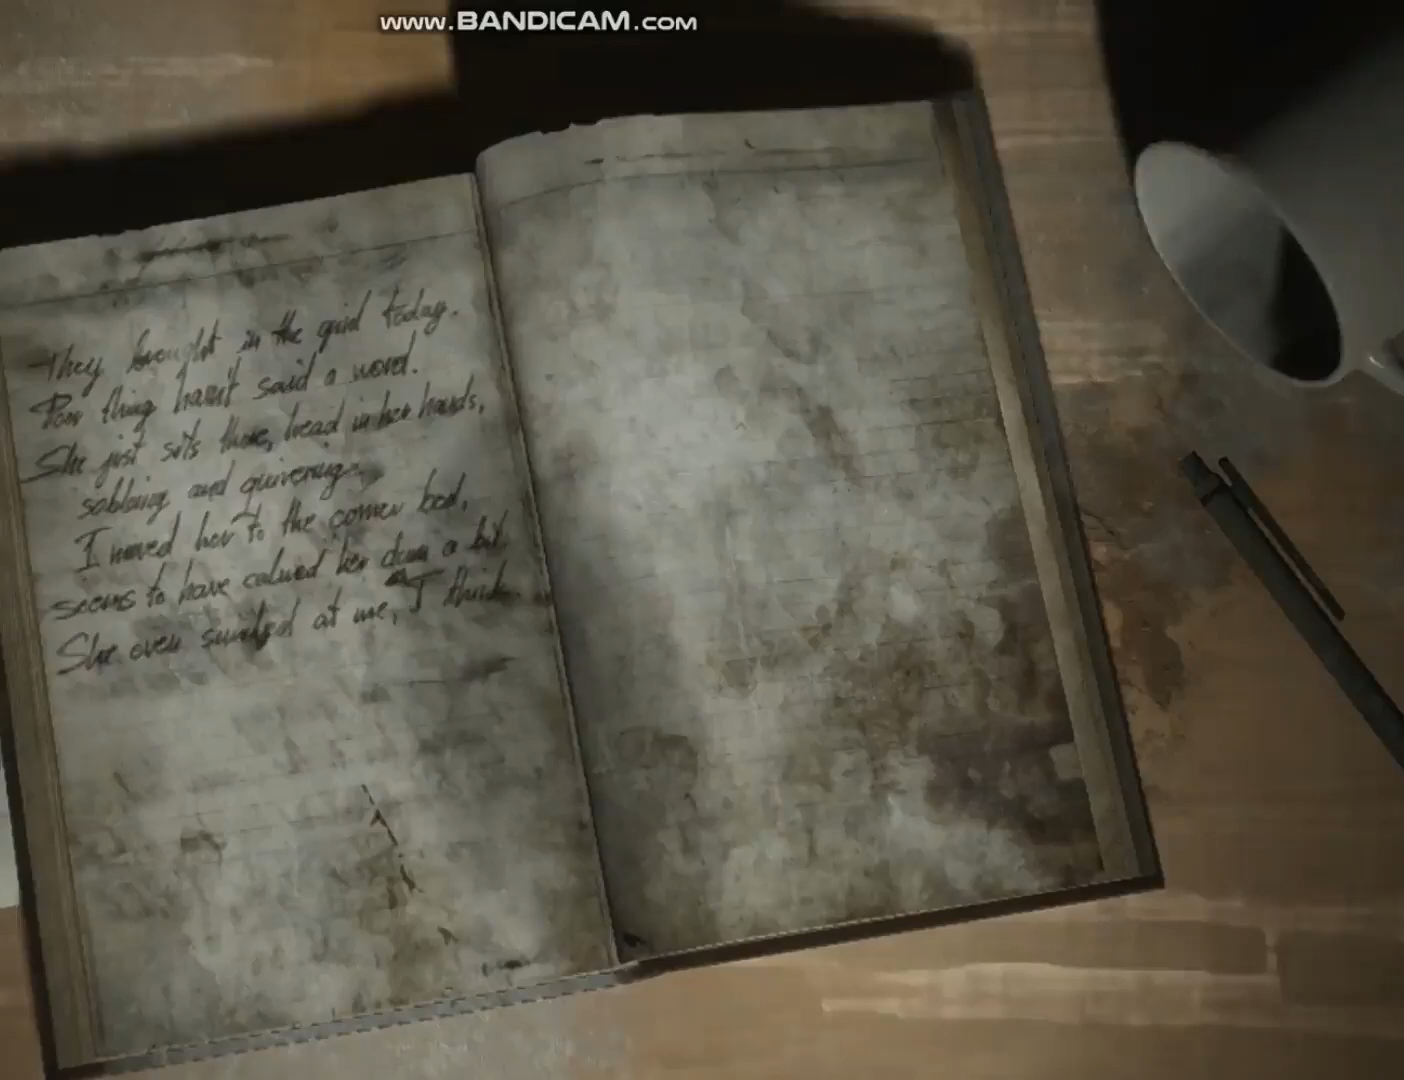 www.BANDICAM.com
They brought in the girl today.
Poor thing hasn't said a word.
She just sits there, head in her hands,
sobbing and quivering.
I moved her to the corner bed,
seems to have calmed her down a bit.
She even smiled at me, I think.